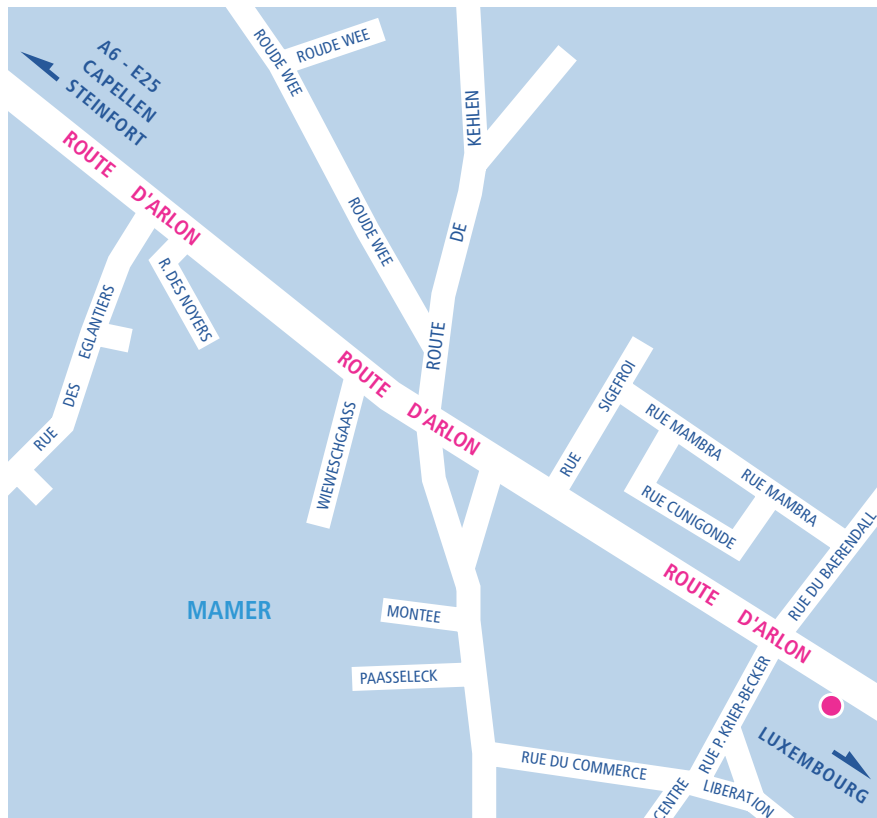 A6 - E25
CAPELLEN
STEINFORT
ROUTE D'ARLON
ROUDE WEE
ROUDE WEE
ROUDE WEE
ROUTE DE KEHLEN
R. DES NOYERS
RUE DES EGLANTIERS
ROUTE D'ARLON
WIEWESCHGAASS
RUE SIGEFROI
RUE MAMBRA
RUE MAMBRA
RUE CUNIGONDE
RUE DU BAERENDALL
ROUTE D'ARLON
MAMER
MONTEE
PAASSELECK
RUE P. KRIER-BECKER
LUXEMBOURG
RUE DU COMMERCE
LIBERATION
CENTRE